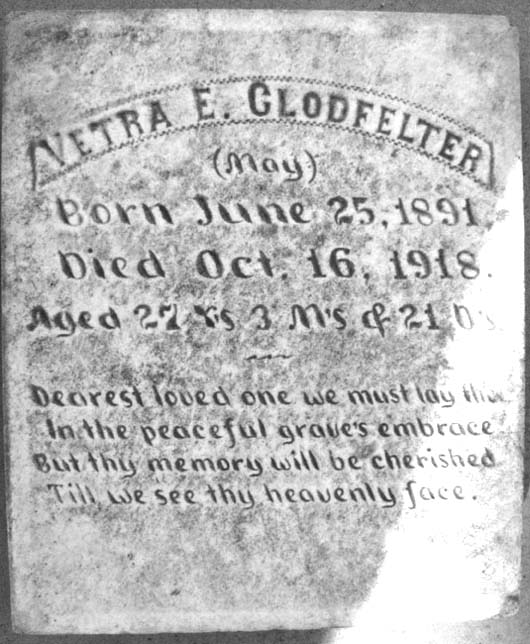 VETRA E. CLODFELTER
(May)
Born June 25, 1891.
Died Oct. 16, 1918.
Aged 27 Ys 3 M's & 21 D's.
Dearest loved one we must lay thee
In the peaceful grave's embrace
But thy memory will be cherished
Till we see thy heavenly face.